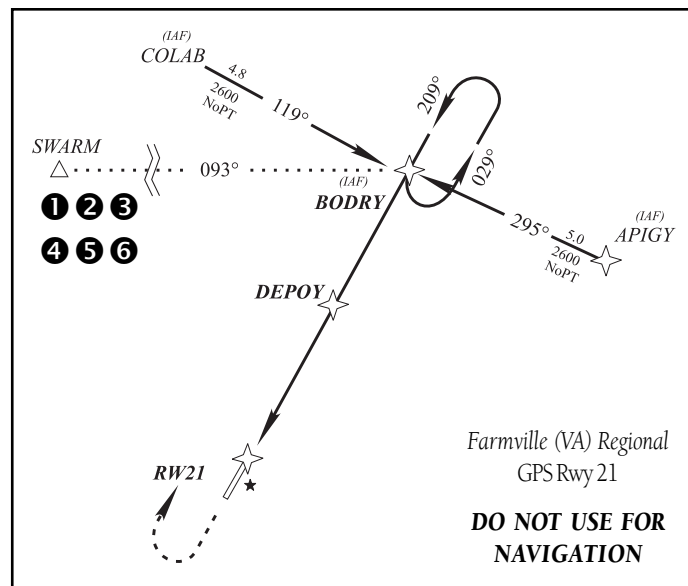 (IAF)
COLAB
4.8
2600
NoPT
119°
209°
029°
SWARM
093°
(IAF)
BODRY
❶ ❷ ❸
❹ ❺ ❻
295°
5.0
2600
NoPT
(IAF)
APIGY
DEPOY
RW21
Farmville (VA) Regional
GPS Rwy 21
DO NOT USE FOR
NAVIGATION